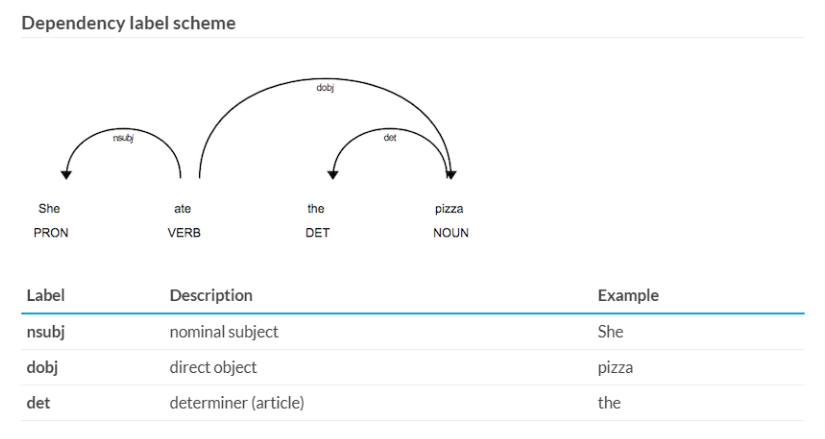 Dependency label scheme
dobj
nsubj
det
She ate the pizza
PRON VERB DET NOUN
Label Description Example
nsubj nominal subject She
dobj direct object pizza
det determiner (article) the